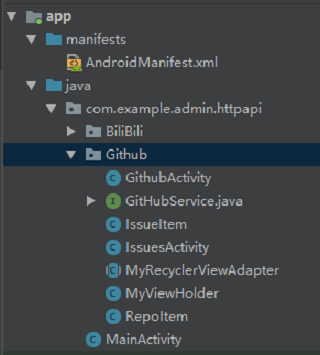 app
manifests
AndroidManifest.xml
java
com.example.admin.httpapi
BiliBili
Github
GithubActivity
GitHubService.java
IssueItem
IssuesActivity
MyRecyclerViewAdapter
MyViewHolder
RepoItem
MainActivity